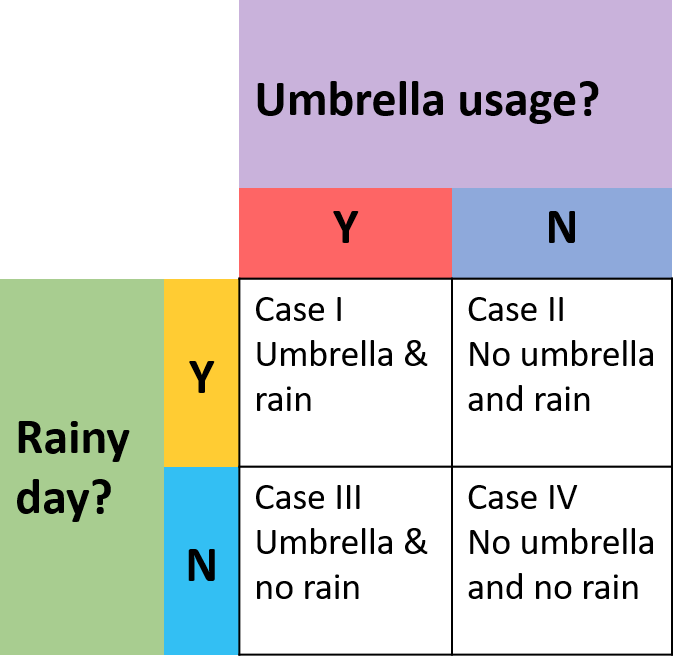 Umbrella usage?
Y
N
Rainy
day?
Y
Case I
Umbrella &
rain
Case II
No umbrella
and rain
N
Case III
Umbrella &
no rain
Case IV
No umbrella
and no rain